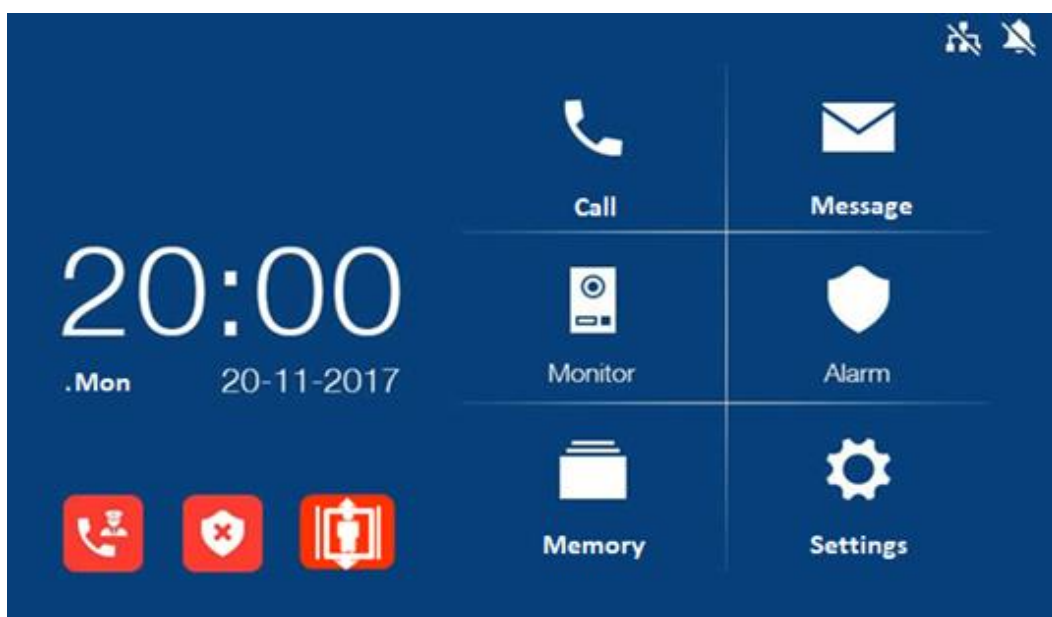 Call
Message
20:00
.Mon
20-11-2017
Monitor
Alarm
Memory
Settings